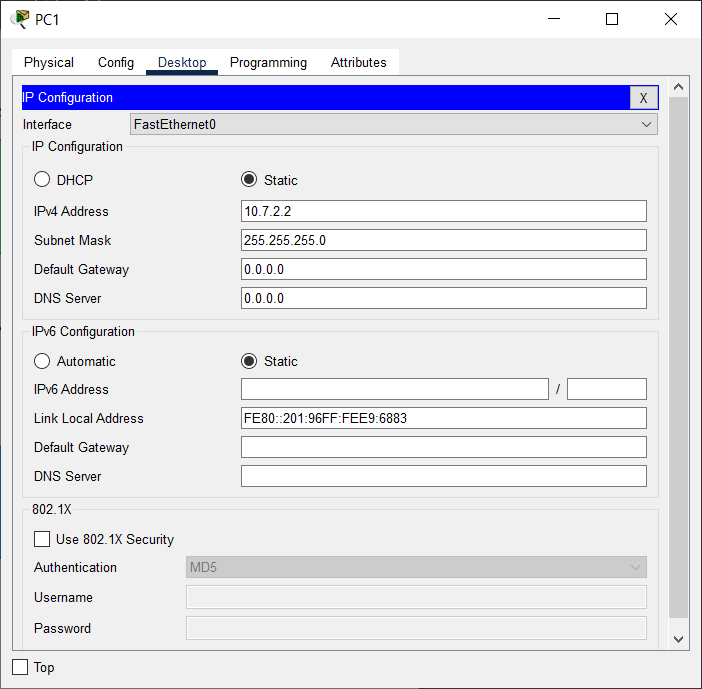 PC1
Physical Config Desktop Programming Attributes
IP Configuration X
Interface FastEthernet0
IP Configuration
DHCP Static
IPv4 Address 10.7.2.2
Subnet Mask 255.255.255.0
Default Gateway 0.0.0.0
DNS Server 0.0.0.0
IPv6 Configuration
Automatic Static
IPv6 Address /
Link Local Address FE80::201:96FF:FEE9:6883
Default Gateway
DNS Server
802.1X
Use 802.1X Security
Authentication MD5
Username
Password
Top